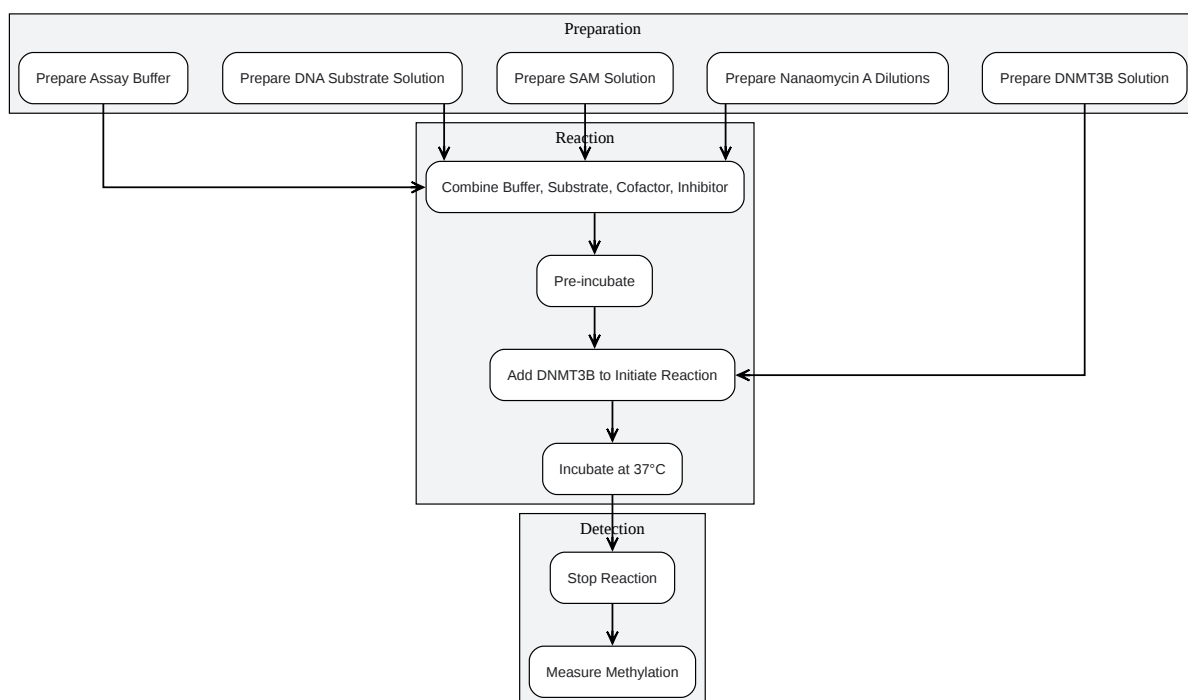 Preparation
Prepare Assay Buffer
Prepare DNA Substrate Solution
Prepare SAM Solution
Prepare Nanaomycin A Dilutions
Prepare DNMT3B Solution
Reaction
Combine Buffer, Substrate, Cofactor, Inhibitor
Pre-incubate
Add DNMT3B to Initiate Reaction
Incubate at 37°C
Detection
Stop Reaction
Measure Methylation